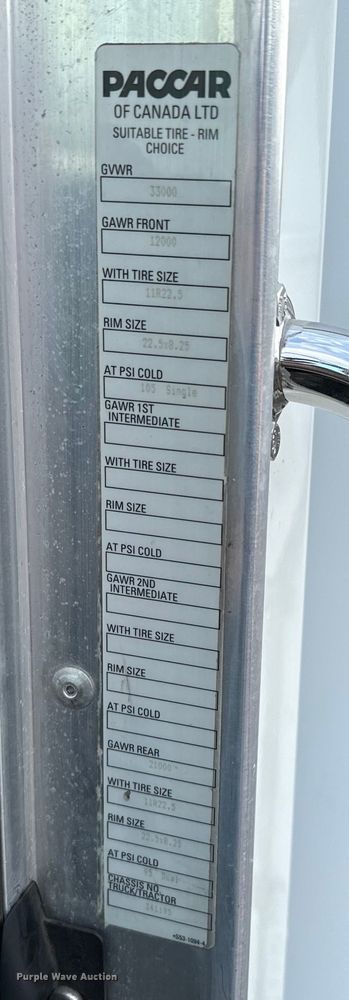 PACCAR
OF CANADA LTD
SUITABLE TIRE - RIM
CHOICE
GVWR
33000
GAWR FRONT
12000
WITH TIRE SIZE
11R22.5
RIM SIZE
22.5x8.25
AT PSI COLD
105 Single
GAWR 1ST
INTERMEDIATE
WITH TIRE SIZE
RIM SIZE
AT PSI COLD
GAWR 2ND
INTERMEDIATE
WITH TIRE SIZE
RIM SIZE
AT PSI COLD
GAWR REAR
21000
WITH TIRE SIZE
11R22.5
RIM SIZE
22.5x8.25
AT PSI COLD
95 Dual
CHASSIS NO.
TRUCK/TRACTOR
Purple Wave Auction